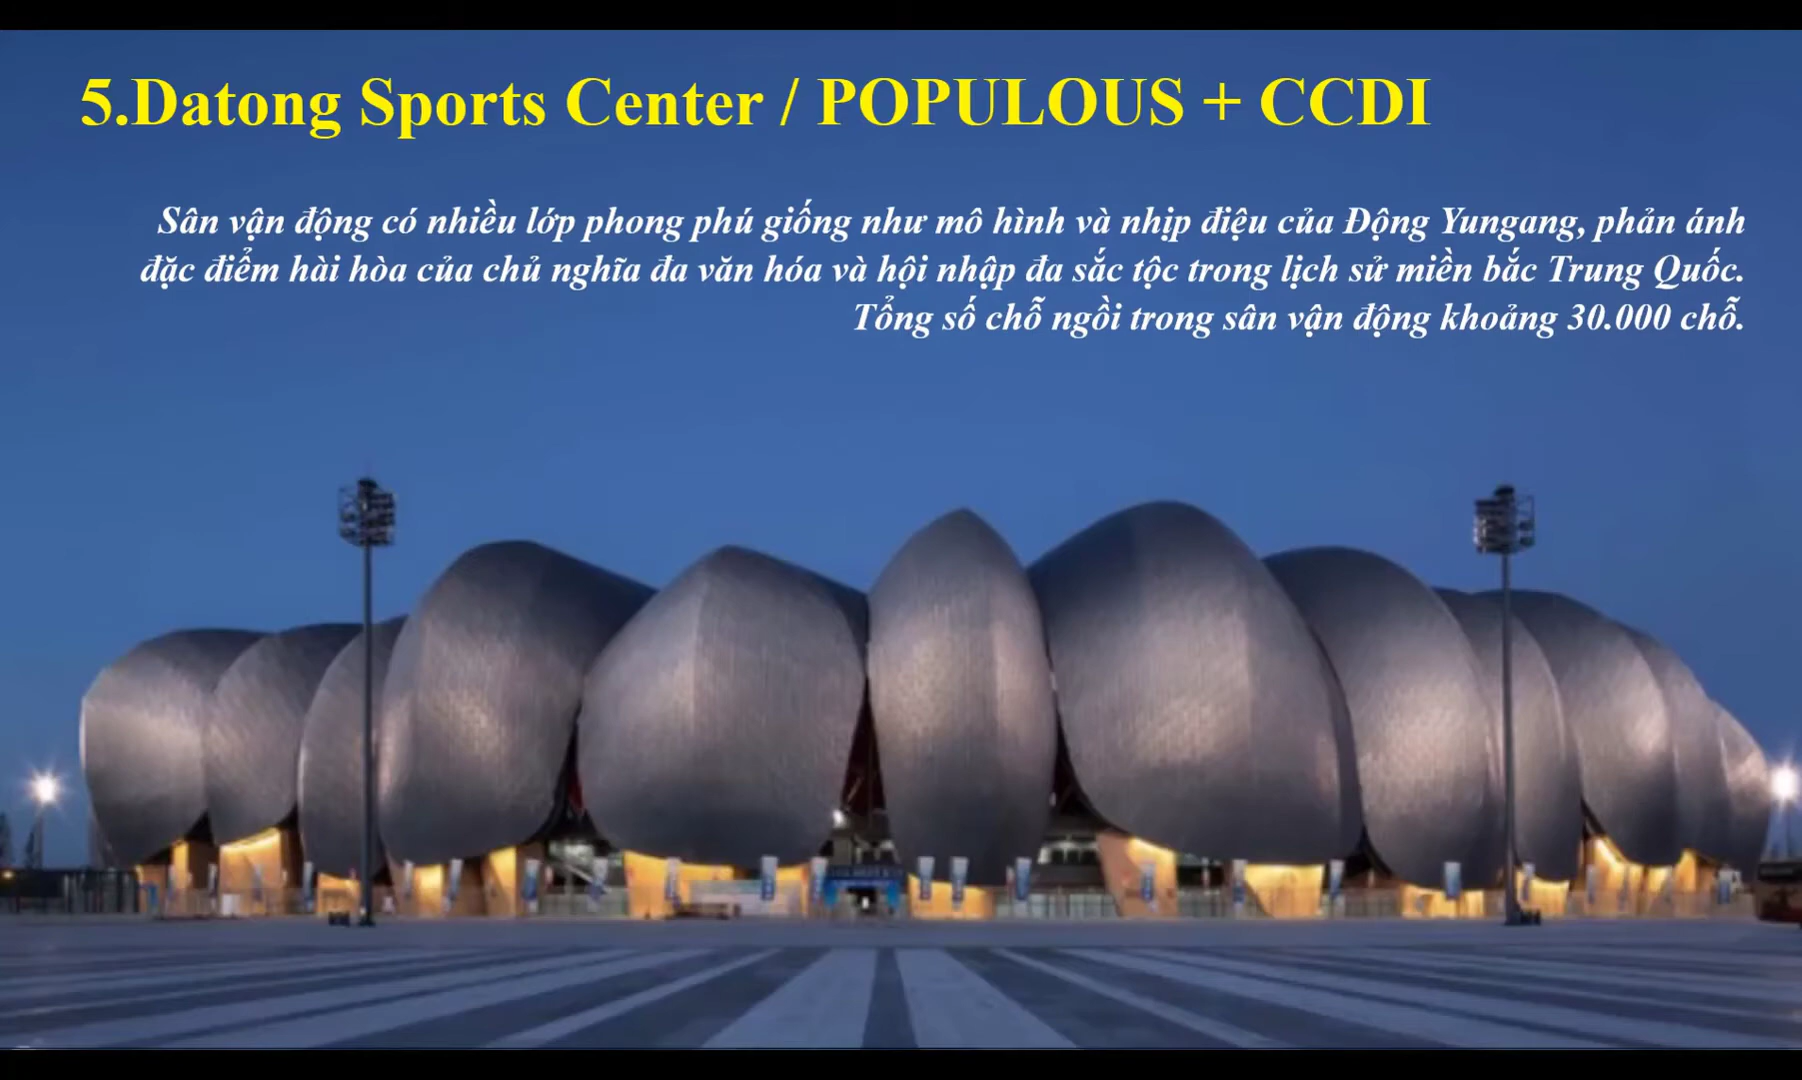 5.Datong Sports Center / POPULOUS + CCDI
Sân vận động có nhiều lớp phong phú giống như mô hình và nhịp điệu của Động Yungang, phản ánh
đặc điểm hài hòa của chủ nghĩa đa văn hóa và hội nhập đa sắc tộc trong lịch sử miền bắc Trung Quốc.
Tổng số chỗ ngồi trong sân vận động khoảng 30.000 chỗ.